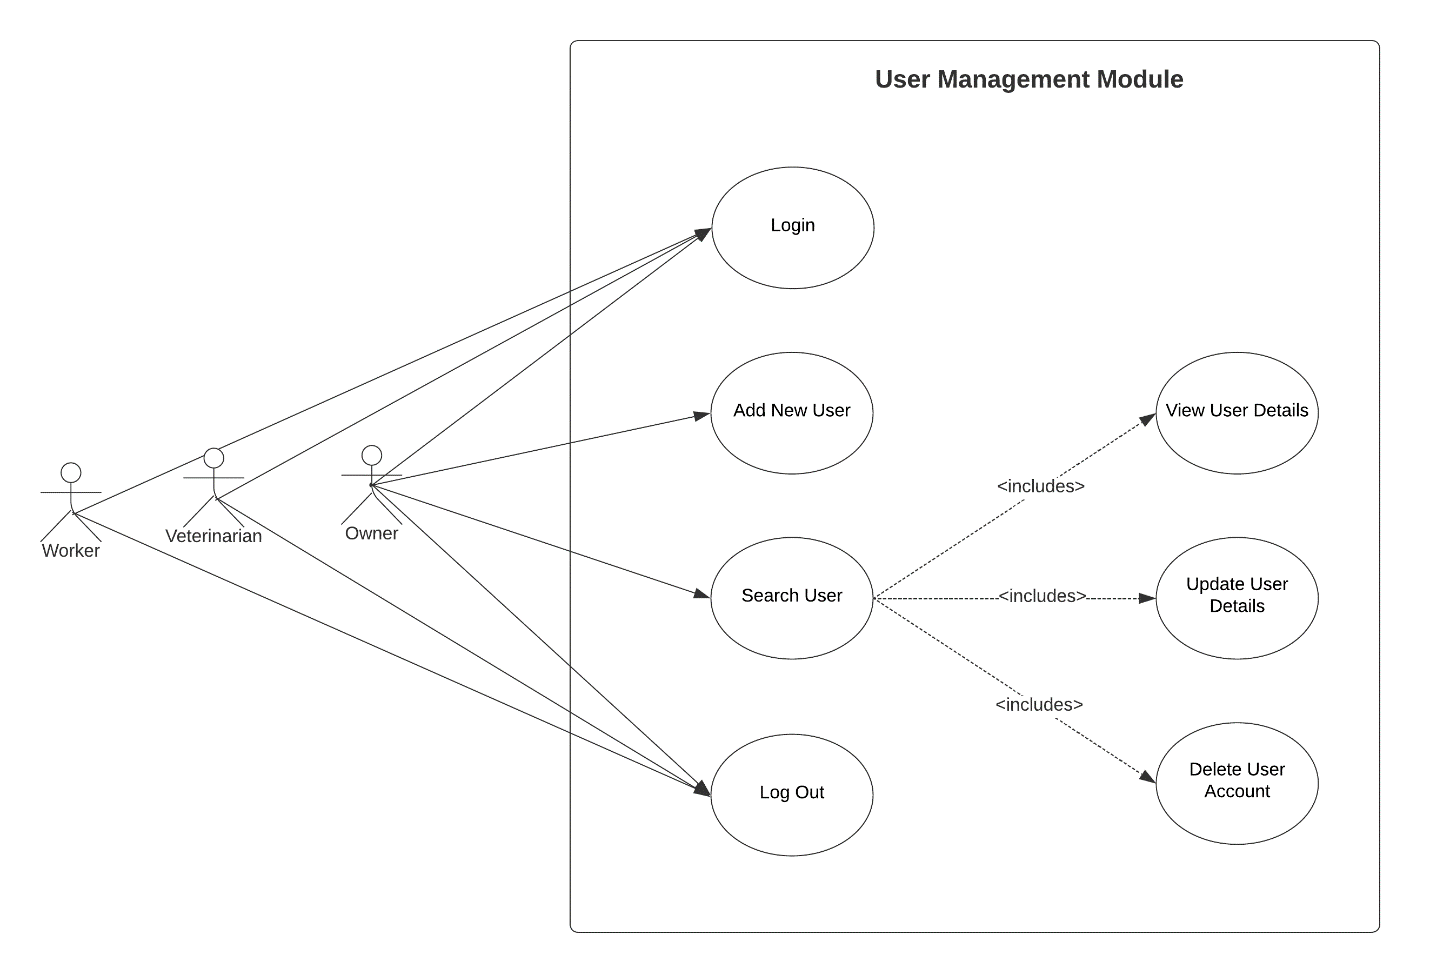 User Management Module
Login
Add New User
View User Details
<includes>
Worker
Veterinarian
Owner
Search User
<includes>
Update User
Details
<includes>
Log Out
Delete User
Account